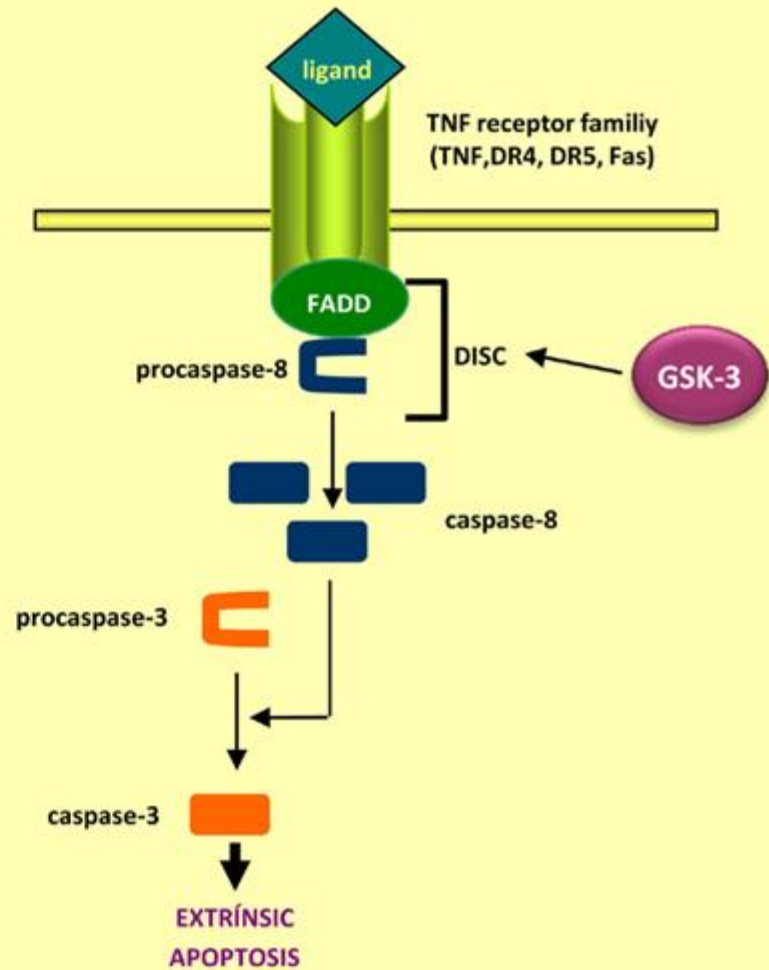 ligand
TNF receptor familiy
(TNF,DR4, DR5, Fas)
FADD
procaspase-8
DISC
GSK-3
caspase-8
procaspase-3
caspase-3
EXTRÍNSIC
APOPTOSIS